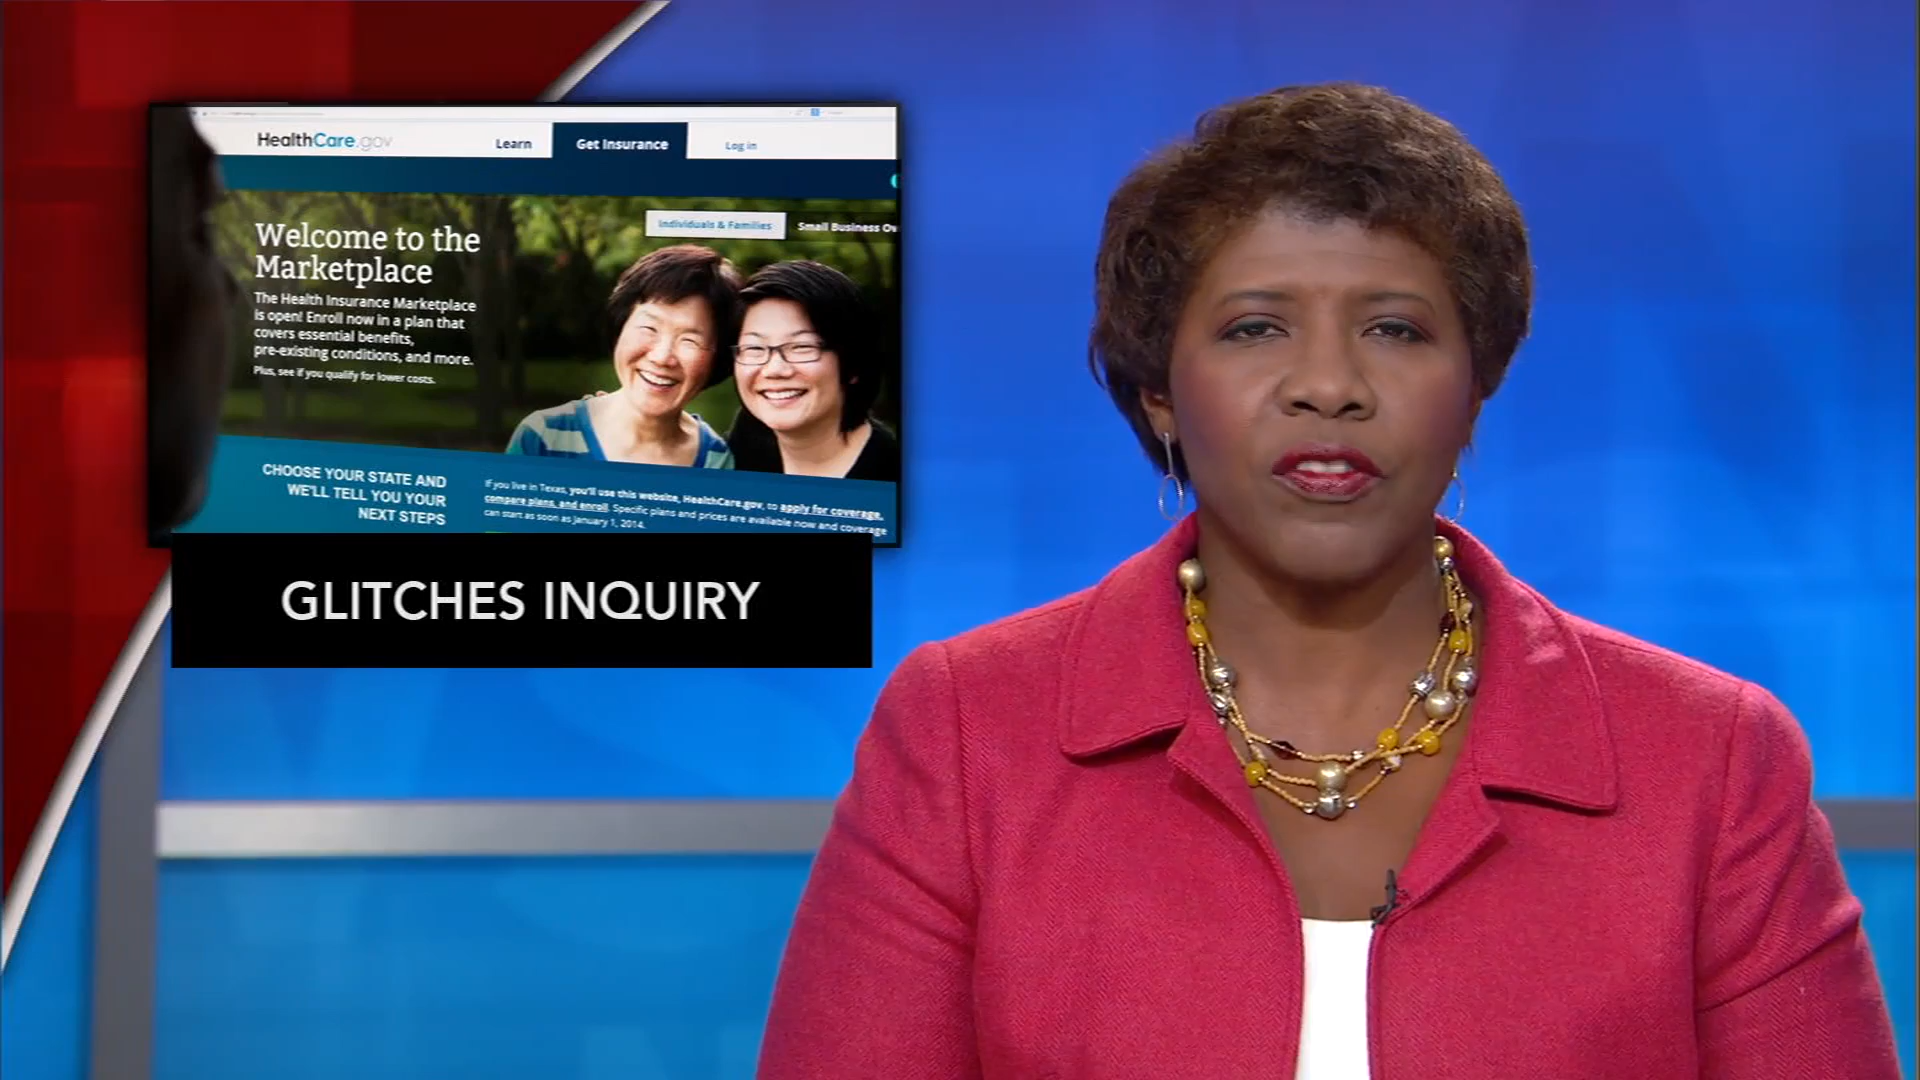 HealthCare.gov
Learn
Get Insurance
Log in
Individuals & Families
Small Business Ow
Welcome to the
Marketplace
The Health Insurance Marketplace
is open! Enroll now in a plan that
covers essential benefits,
pre-existing conditions, and more.
Plus, see if you qualify for lower costs.
CHOOSE YOUR STATE AND
WE'LL TELL YOU YOUR
NEXT STEPS
If you live in Texas, you'll use this website, HealthCare.gov, to apply for coverage,
compare plans, and enroll. Specific plans and prices are available now and coverage
can start as soon as January 1, 2014.
GLITCHES INQUIRY